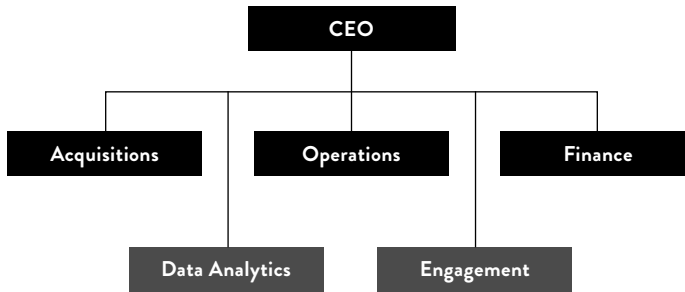 CEO
Acquisitions
Operations
Finance
Data Analytics
Engagement